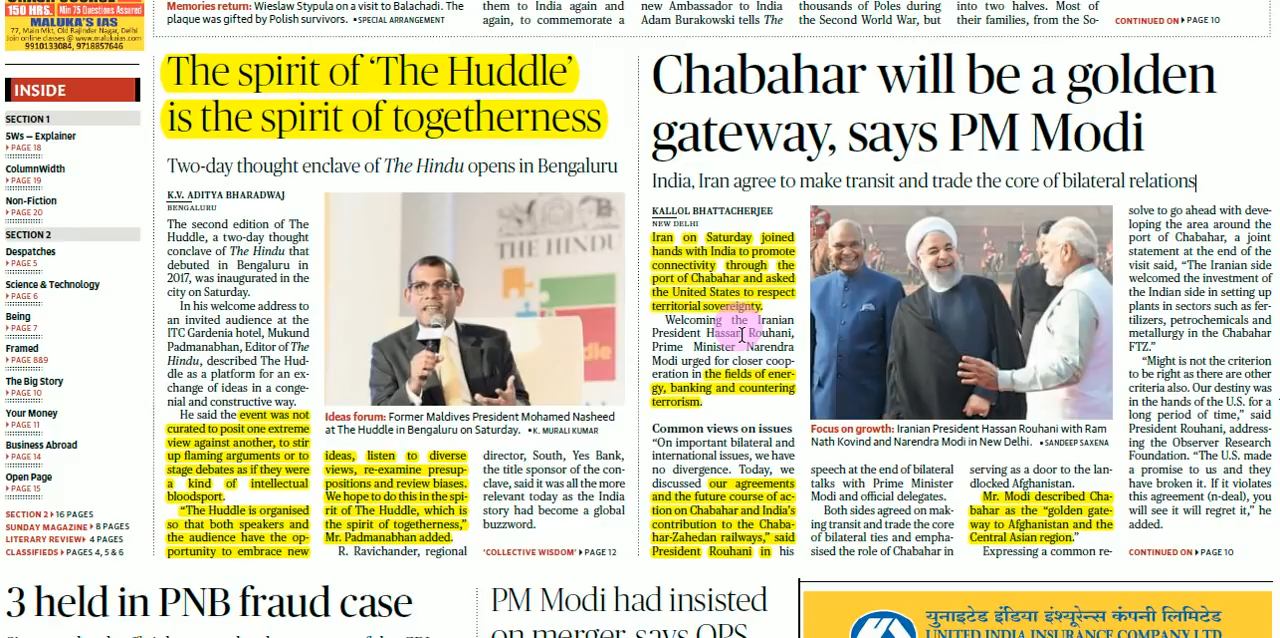 150 HRS. Min 75 Questions Assured
MALUKA'S IAS
77, Main Mkt, Old Rajinder Nagar, Delhi
Join online classes @ www.malukaias.com
9910133084, 9718857646
Memories return: Wieslaw Stypula on a visit to Balachadi. The
plaque was gifted by Polish survivors. •SPECIAL ARRANGEMENT
them to India again and
again, to commemorate a
new Ambassador to India
Adam Burakowski tells The
thousands of Poles during
the Second World War, but
into two halves. Most of
their families, from the So-
CONTINUED ON ▸ PAGE 10
INSIDE
SECTION 1
5Ws — Explainer
▸ PAGE 18
ColumnWidth
▸ PAGE 19
Non-Fiction
▸ PAGE 20
SECTION 2
Despatches
▸ PAGE 5
Science & Technology
▸ PAGE 6
Being
▸ PAGE 7
Framed
▸ PAGE 8&9
The Big Story
▸ PAGE 10
Your Money
▸ PAGE 11
Business Abroad
▸ PAGE 14
Open Page
▸ PAGE 15
SECTION 2 ▸ 16 PAGES
SUNDAY MAGAZINE ▸ 8 PAGES
LITERARY REVIEW ▸ 4 PAGES
CLASSIFIEDS ▸ PAGES 4, 5 & 6
The spirit of ‘The Huddle’
is the spirit of togetherness
Two-day thought enclave of The Hindu opens in Bengaluru
K.V. ADITYA BHARADWAJ
BENGALURU
The second edition of The
Huddle, a two-day thought
conclave of The Hindu that
debuted in Bengaluru in
2017, was inaugurated in the
city on Saturday.
In his welcome address to
an invited audience at the
ITC Gardenia hotel, Mukund
Padmanabhan, Editor of The
Hindu, described The Hud-
dle as a platform for an ex-
change of ideas in a conge-
nial and constructive way.
He said the event was not
curated to posit one extreme
view against another, to stir
up flaming arguments or to
stage debates as if they were
a kind of intellectual
bloodsport.
“The Huddle is organised
so that both speakers and
the audience have the op-
portunity to embrace new
THE HINDU
Ideas forum: Former Maldives President Mohamed Nasheed
at The Huddle in Bengaluru on Saturday. •K. MURALI KUMAR
ideas, listen to diverse
views, re-examine presup-
positions and review biases.
We hope to do this in the spi-
rit of The Huddle, which is
the spirit of togetherness,”
Mr. Padmanabhan added.
R. Ravichander, regional
director, South, Yes Bank,
the title sponsor of the con-
clave, said it was all the more
relevant today as the India
story had become a global
buzzword.
‘COLLECTIVE WISDOM’ ▸ PAGE 12
Chabahar will be a golden
gateway, says PM Modi
India, Iran agree to make transit and trade the core of bilateral relations
KALLOL BHATTACHERJEE
NEW DELHI
Iran on Saturday joined
hands with India to promote
connectivity through the
port of Chabahar and asked
the United States to respect
territorial sovereignty.
Welcoming the Iranian
President Hassan Rouhani,
Prime Minister Narendra
Modi urged for closer coop-
eration in the fields of ener-
gy, banking and countering
terrorism.
Common views on issues
“On important bilateral and
international issues, we have
no divergence. Today, we
discussed our agreements
and the future course of ac-
tion on Chabahar and India’s
contribution to the Chaba-
har-Zahedan railways,” said
President Rouhani in his
Focus on growth: Iranian President Hassan Rouhani with Ram
Nath Kovind and Narendra Modi in New Delhi. •SANDEEP SAXENA
speech at the end of bilateral
talks with Prime Minister
Modi and official delegates.
Both sides agreed on mak-
ing transit and trade the core
of bilateral ties and empha-
sised the role of Chabahar in
serving as a door to the lan-
dlocked Afghanistan.
Mr. Modi described Cha-
bahar as the “golden gate-
way to Afghanistan and the
Central Asian region.”
Expressing a common re-
solve to go ahead with deve-
loping the area around the
port of Chabahar, a joint
statement at the end of the
visit said, “The Iranian side
welcomed the investment of
the Indian side in setting up
plants in sectors such as fer-
tilizers, petrochemicals and
metallurgy in the Chabahar
FTZ.”
“Might is not the criterion
to be right as there are other
criteria also. Our destiny was
in the hands of the U.S. for a
long period of time,” said
President Rouhani, address-
ing the Observer Research
Foundation. “The U.S. made
a promise to us and they
have broken it. If it violates
this agreement (n-deal), you
will see it will regret it,” he
added.
CONTINUED ON ▸ PAGE 10
3 held in PNB fraud case
PM Modi had insisted
on merger, says OPS
यूनाइटेड इंडिया इंश्योरेन्स कंपनी लिमिटेड
UNITED INDIA INSURANCE COMPANY LTD